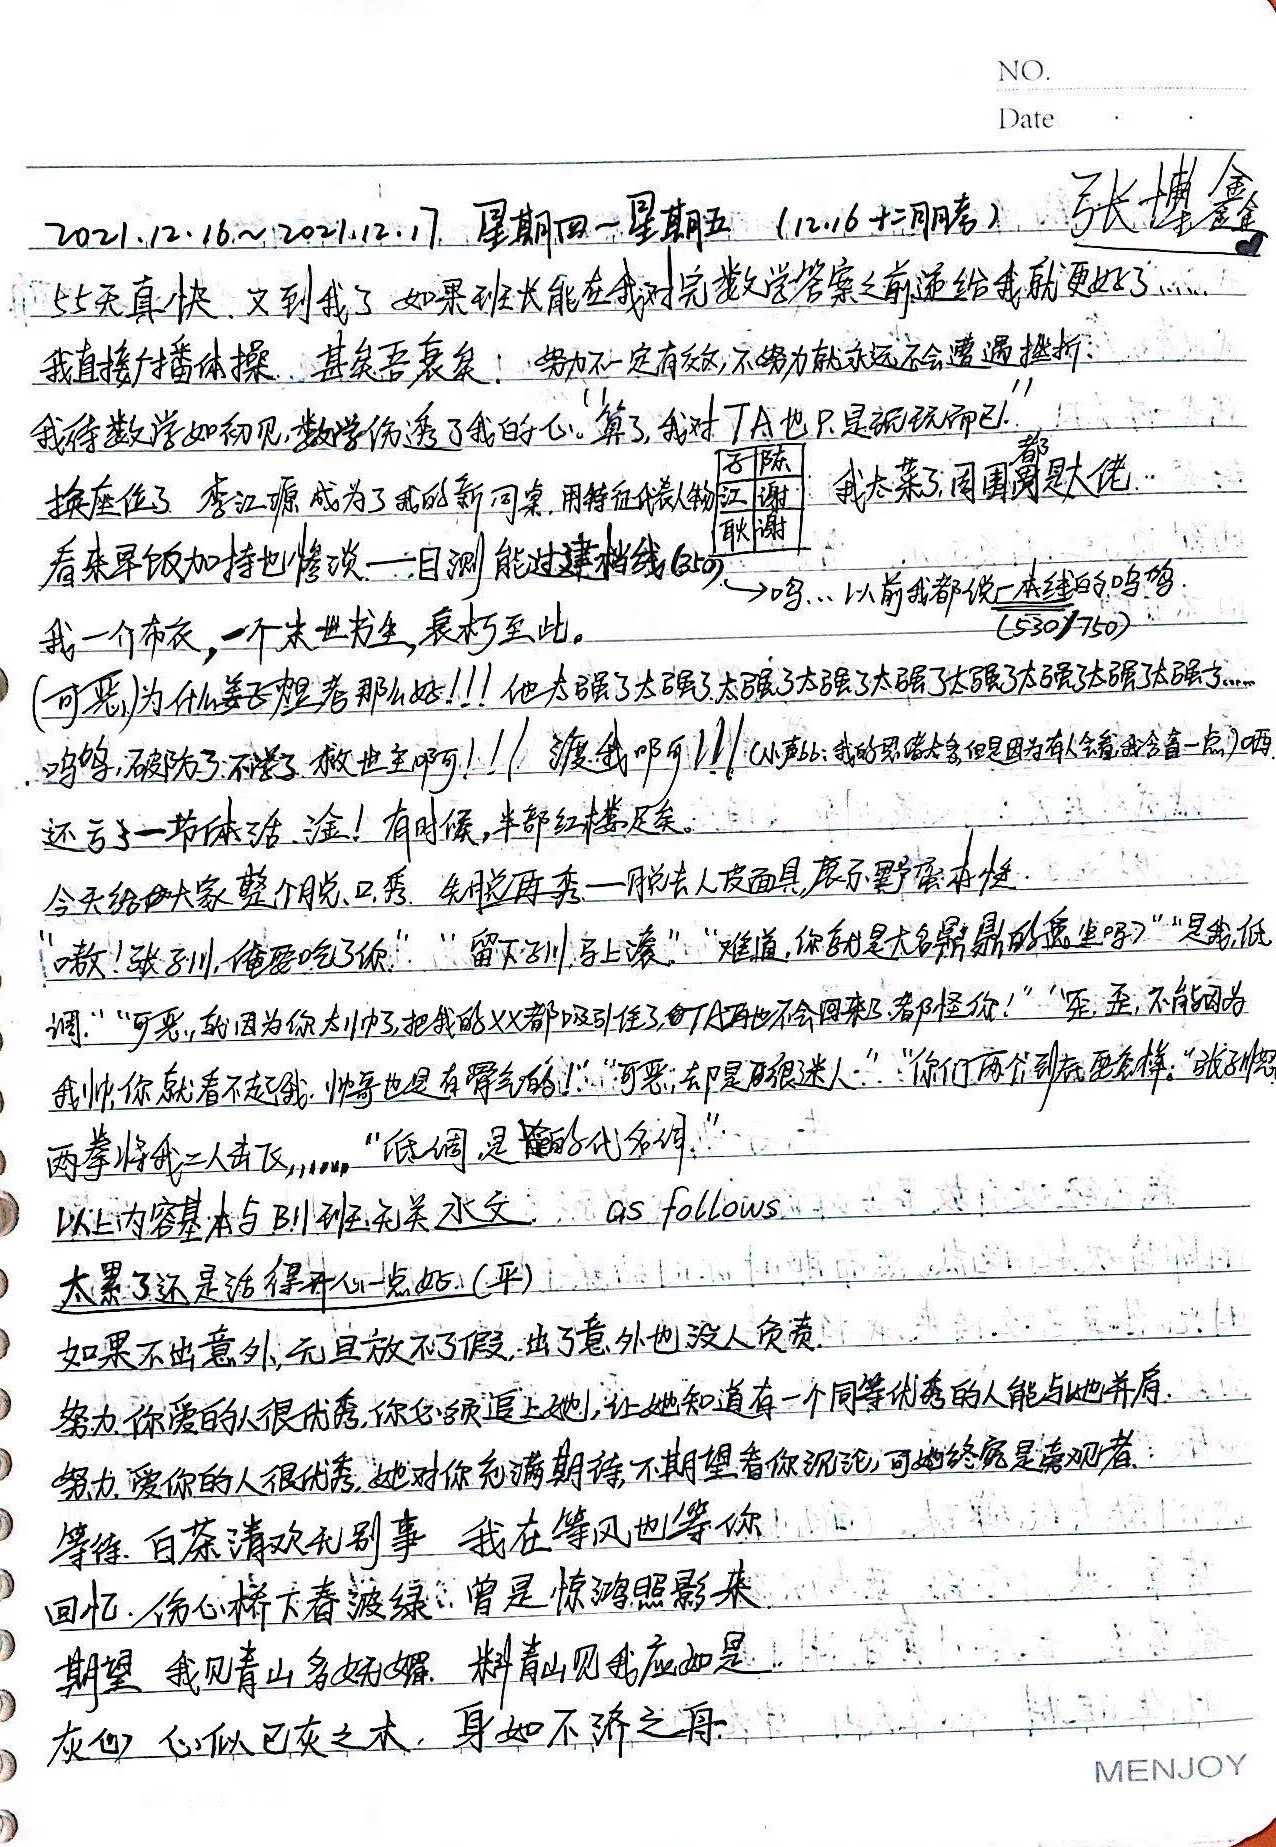 NO.
Date
2021.12.16~2021.12.17 星期四—星期五 (12.16 十二月月考) 张博鑫
55天真快 又到我了 如果班长能在我对完数学答案之前递给我就更好了……
我直接广播体操 甚矣吾衰矣! 努力不一定有效,不努力就永远不会遭遇挫折.
我待数学如初见,数学伤透了我的心."算了,我对TA也只是玩玩而已."
换座位了 李江源成为了我的新同桌.用特征代表人物 我太菜了,周围都是大佬…
子 陈
江 谢
耿 谢
看来早饭加持也惨淡—目测能过建档线(350)
→呜…以前我都说一本线的呜呜.
(530/750)
我一个布衣,一个末世书生,衰朽至此。
(可恶,)为什么姜子煜考那么好!!!他太强了太强了太强了太强了太强了太强了太强了太强了太强了……
呜呜,破防了 不学了 救世主啊!!!渡我啊!!!(小声bb:我的思绪太多但是因为有人会看,我含蓄一点)
还亏了一节体活.淦!有时候,半部红楼足矣。
今天给大家整个脱口秀.先脱再秀—脱去人皮面具,展示野蛮本性.
"嗷!张子川,俺要吃了你." "留下子川,马上滚." "难道,你就是大名鼎鼎的 吗?" "是我,低
调." "可恶,就因为你太帅了,把我的XX都吸引住了,TA再也不会回来了,都怪你!" "歪,歪,不能因为
我帅,你就看不起我.帅哥也是有骨气的!" "可恶,却是 很迷人." "你们两个到底要怎样."张子川怒
两拳将我二人击飞,…… "低调,是 的代名词."
以上内容基本与B11班无关 水文. as follows
太累了还是活得开心一点好.(平)
如果不出意外,元旦放不了假.出了意外也没人负责.
努力.你爱的人很优秀,你必须追上她,让她知道有一个同等优秀的人能与她并肩.
努力.爱你的人很优秀,她对你充满期待,不期望看你沉沦,可她终究是旁观者.
等待. 白茶清欢无别事 我在等风也等你
回忆. 伤心桥下春波绿 曾是惊鸿照影来
期望 我见青山多妩媚. 料青山见我应如是
灰心 心似已灰之木. 身如不济之舟.
MENJOY